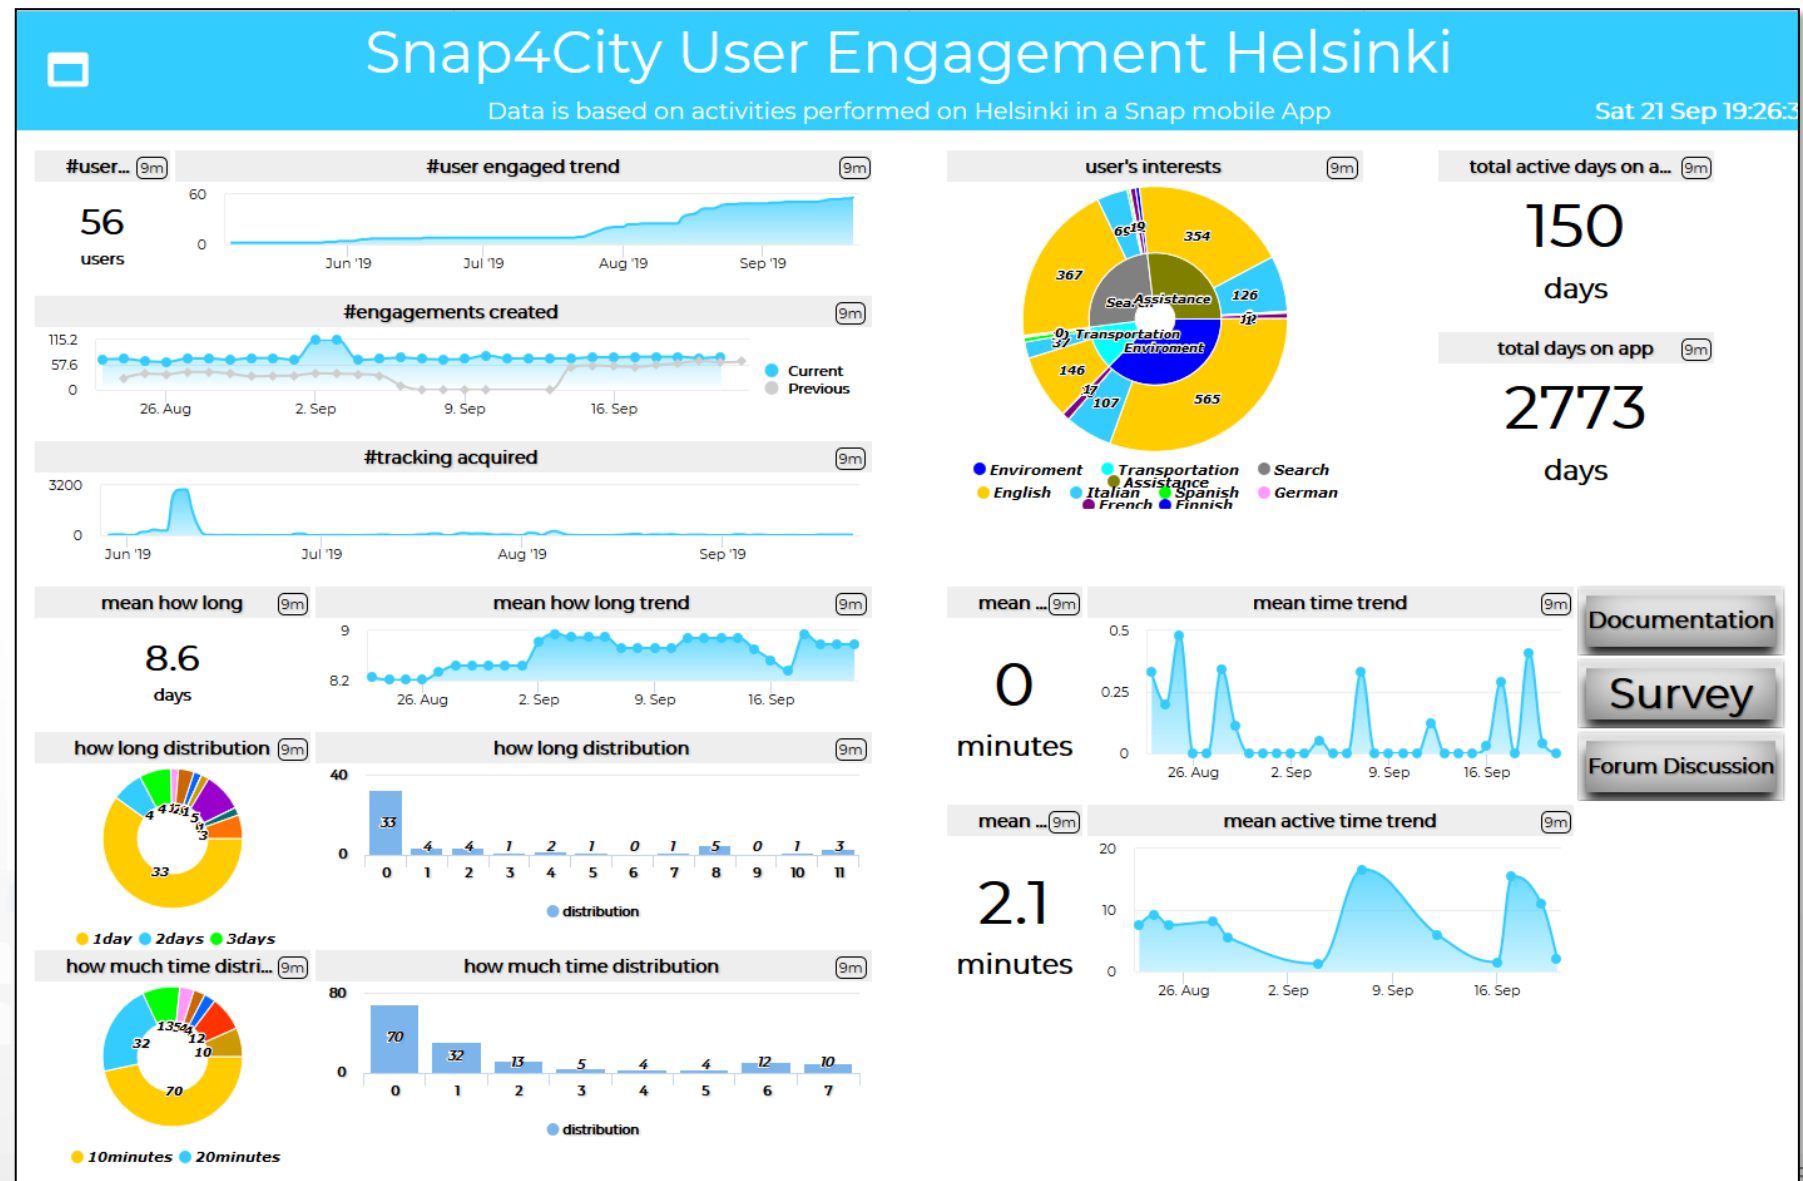 Snap4City User Engagement Helsinki
Data is based on activities performed on Helsinki in a Snap mobile App
Sat 21 Sep 19:26:3
#user... 9m
56
users
#user engaged trend 9m
60
0
Jun '19 Jul '19 Aug '19 Sep '19
#engagements created 9m
115.2
57.6
0
26. Aug 2. Sep 9. Sep 16. Sep
Current
Previous
#tracking acquired 9m
3200
0
Jun '19 Jul '19 Aug '19 Sep '19
mean how long 9m
8.6
days
mean how long trend 9m
9
8.2
26. Aug 2. Sep 9. Sep 16. Sep
how long distribution 9m
4 4 1 5 3
33
1day 2days 3days
how long distribution 9m
40
0
33 4 4 1 2 1 0 1 5 0 1 3
0 1 2 3 4 5 6 7 8 9 10 11
distribution
how much time distri... 9m
32 13 5 4 12 10
70
10minutes 20minutes
how much time distribution 9m
80
0
70 32 13 5 4 4 12 10
0 1 2 3 4 5 6 7
distribution
user's interests 9m
19 354
367 126
Assistance
Transportation
Enviroment
37
146
107 565
Enviroment Transportation Search
Assistance
English Italian Spanish German
French Finnish
total active days on a... 9m
150
days
total days on app 9m
2773
days
mean ... 9m
0
minutes
mean time trend 9m
0.5
0.25
0
26. Aug 2. Sep 9. Sep 16. Sep
Documentation
Survey
Forum Discussion
mean ... 9m
2.1
minutes
mean active time trend 9m
20
10
0
26. Aug 2. Sep 9. Sep 16. Sep